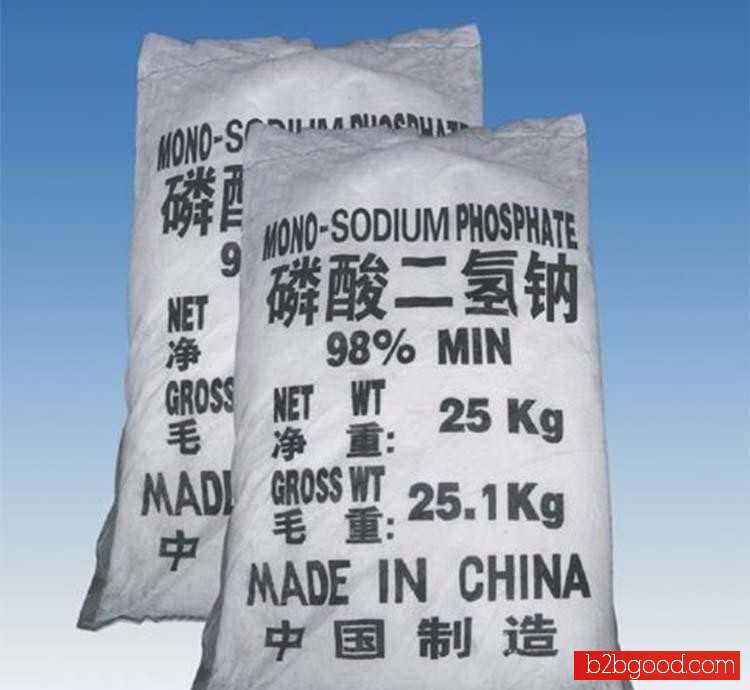 MONO-SODIUM PHOSPHATE
磷
9
NET
净
GROSS
毛
MAD
中
MONO-SODIUM PHOSPHATE
磷酸二氢钠
98% MIN
NET WT 25 Kg
净 重:
GROSS WT 25.1Kg
毛 重:
MADE IN CHINA
中国制造
b2bgood.com